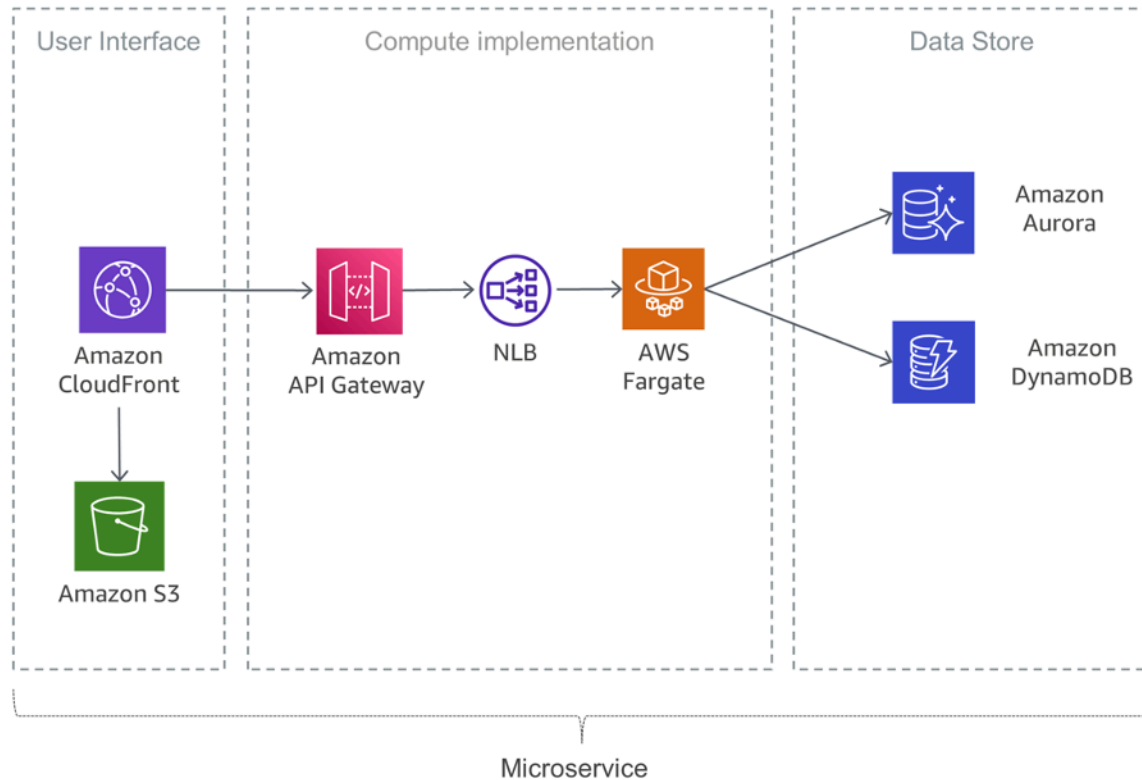 User Interface
Compute implementation
Data Store
Amazon
CloudFront
Amazon S3
</>
Amazon
API Gateway
NLB
AWS
Fargate
Amazon
Aurora
Amazon
DynamoDB
Microservice